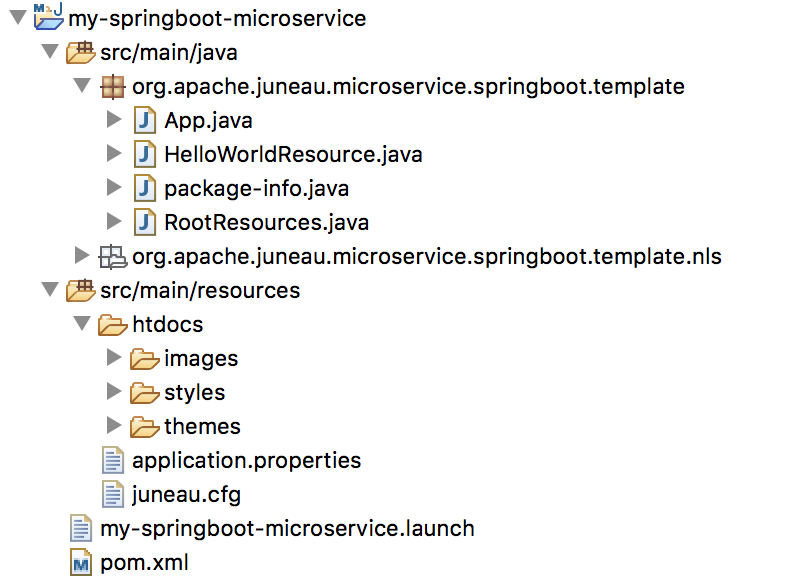 my-springboot-microservice
src/main/java
org.apache.juneau.microservice.springboot.template
App.java
HelloWorldResource.java
package-info.java
RootResources.java
org.apache.juneau.microservice.springboot.template.nls
src/main/resources
htdocs
images
styles
themes
application.properties
juneau.cfg
my-springboot-microservice.launch
pom.xml